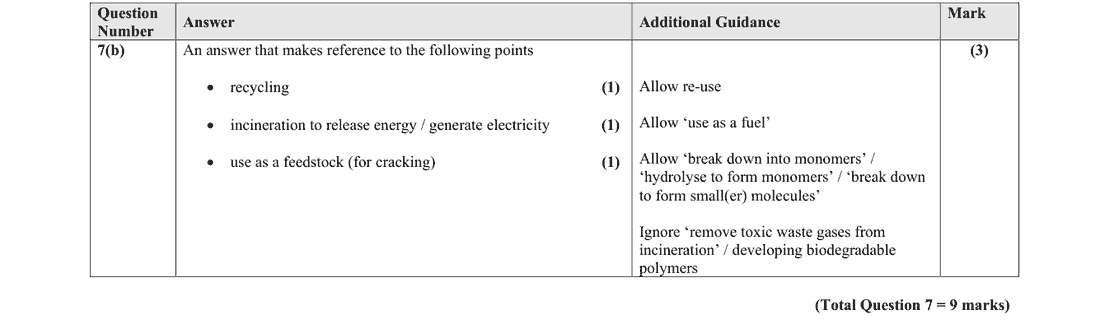 Question Number Answer Additional Guidance Mark
7(b) An answer that makes reference to the following points (3)
• recycling (1) Allow re-use
• incineration to release energy / generate electricity (1) Allow ‘use as a fuel’
• use as a feedstock (for cracking) (1) Allow ‘break down into monomers’ /
‘hydrolyse to form monomers’ / ‘break down
to form small(er) molecules’
Ignore ‘remove toxic waste gases from
incineration’ / developing biodegradable
polymers
(Total Question 7 = 9 marks)